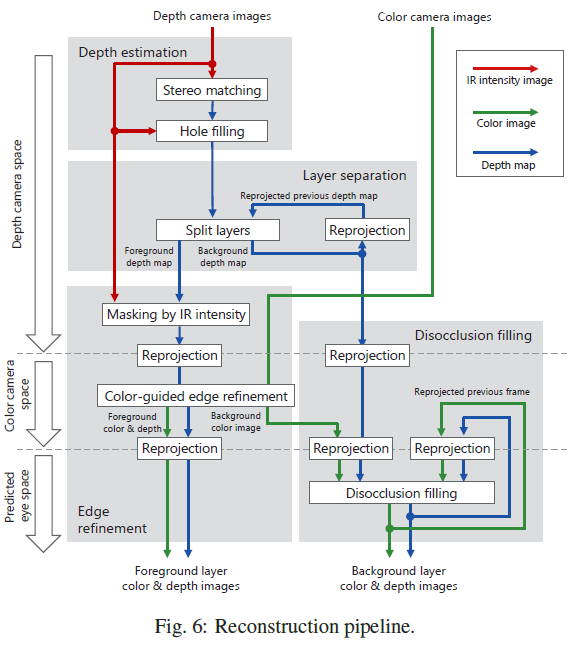 Depth camera images
Color camera images
Depth estimation
Stereo matching
Hole filling
IR intensity image
Color image
Depth map
Depth camera space
Layer separation
Reprojected previous depth map
Split layers
Reprojection
Foreground
depth map
Background
depth map
Masking by IR intensity
Disocclusion filling
Reprojection
Reprojection
Color camera
space
Color-guided edge refinement
Reprojected previous frame
Foreground
color & depth
Background
color image
Reprojection
Reprojection
Reprojection
Predicted
eye space
Disocclusion filling
Edge
refinement
Foreground layer
color & depth images
Background layer
color & depth images
Fig. 6: Reconstruction pipeline.